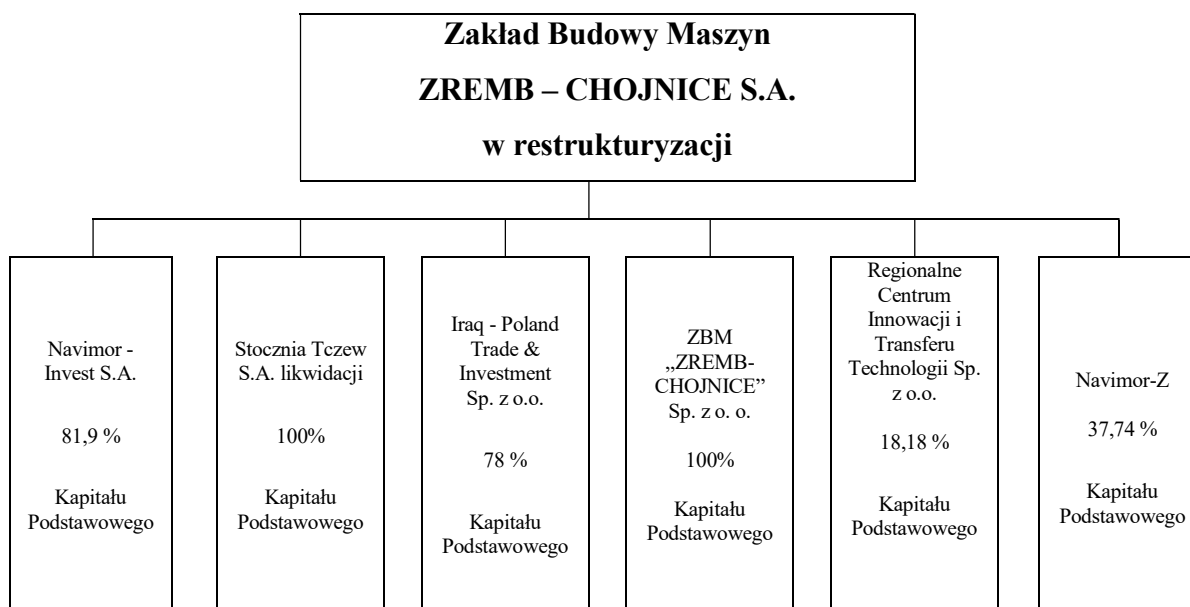 Zakład Budowy Maszyn
ZREMB – CHOJNICE S.A.
w restrukturyzacji
Navimor -
Invest S.A.
81,9 %
Kapitału
Podstawowego
Stocznia Tczew
S.A. likwidacji
100%
Kapitału
Podstawowego
Iraq - Poland
Trade &
Investment
Sp. z o.o.
78 %
Kapitału
Podstawowego
ZBM
„ZREMB-
CHOJNICE”
Sp. z o. o.
100%
Kapitału
Podstawowego
Regionalne
Centrum
Innowacji i
Transferu
Technologii Sp.
z o.o.
18,18 %
Kapitału
Podstawowego
Navimor-Z
37,74 %
Kapitału
Podstawowego